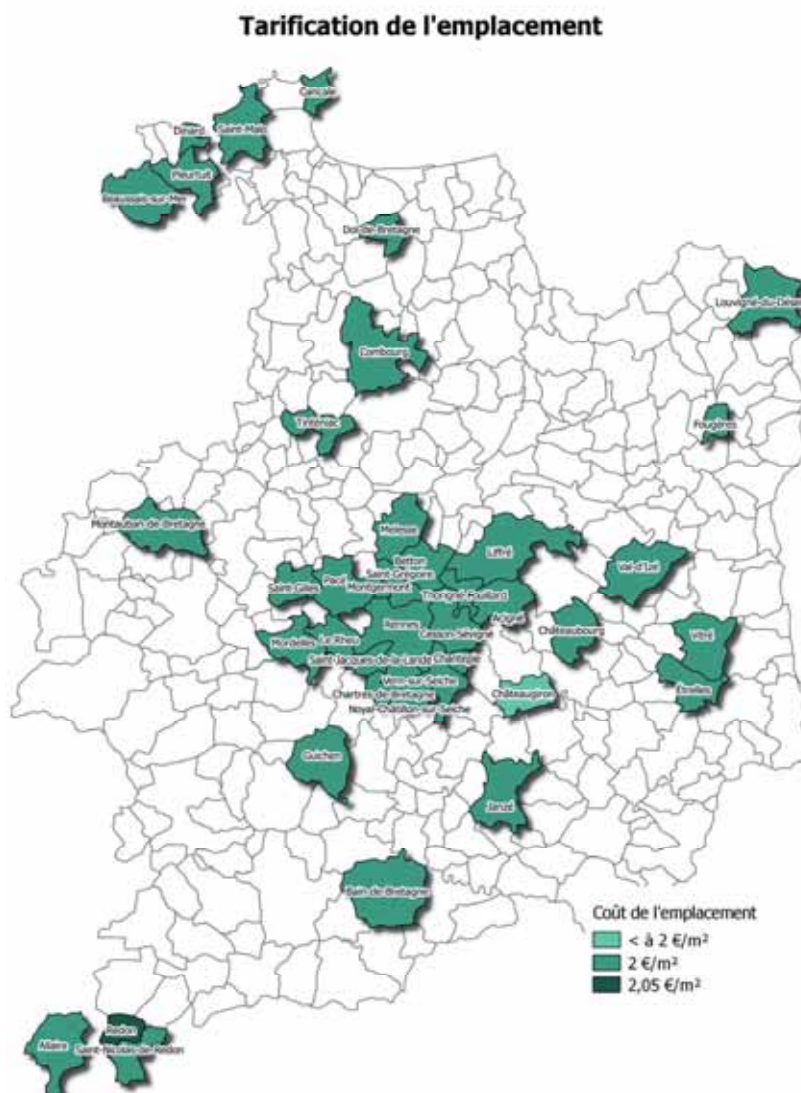 Tarification de l'emplacement
Cancale
Saint-Malo
Dinard
Pleurtuit
Beaussais-sur-Mer
Dol-de-Bretagne
Louvigné-du-Déser
Combourg
Fougères
Tinténiac
Montauban-de-Bretagne
Melesse
Liffré
Betton
Val-d'Izé
Saint-Grégoire
Pacé
Saint-Gilles
Montgermont
Thorigné-Fouillard
Acigné
Rennes
Châteaubourg
Cesson-Sévigné
Vitré
Mordelles
Le Rheu
Saint-Jacques-de-la-Lande
Chantepie
Etrelles
Vern-sur-Seiche
Chartres-de-Bretagne
Châteaugiron
Noyal-Châtillon-sur-Seiche
Guichen
Janzé
Bain-de-Bretagne
Coût de l'emplacement
< à 2 €/m²
2 €/m²
2,05 €/m²
Redon
Allaire
Saint-Nicolas-de-Redon